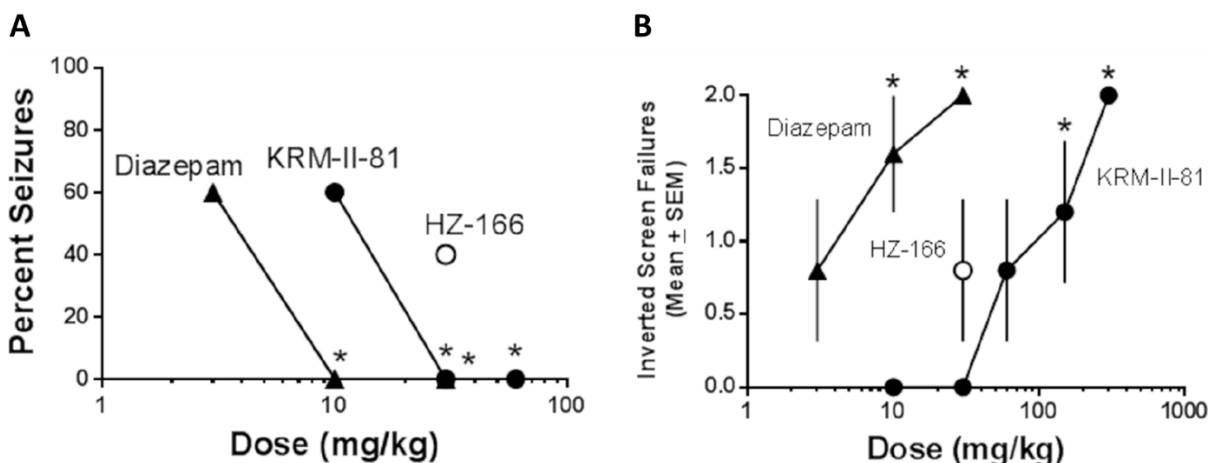 A
Percent Seizures
100
80
60
40
20
0
Diazepam
KRM-II-81
HZ-166
*
* * *
1
10
100
Dose (mg/kg)
B
Inverted Screen Failures
(Mean ± SEM)
2.0
1.5
1.0
0.5
0.0
* * *
*
Diazepam
KRM-II-81
HZ-166
1
10
100
1000
Dose (mg/kg)